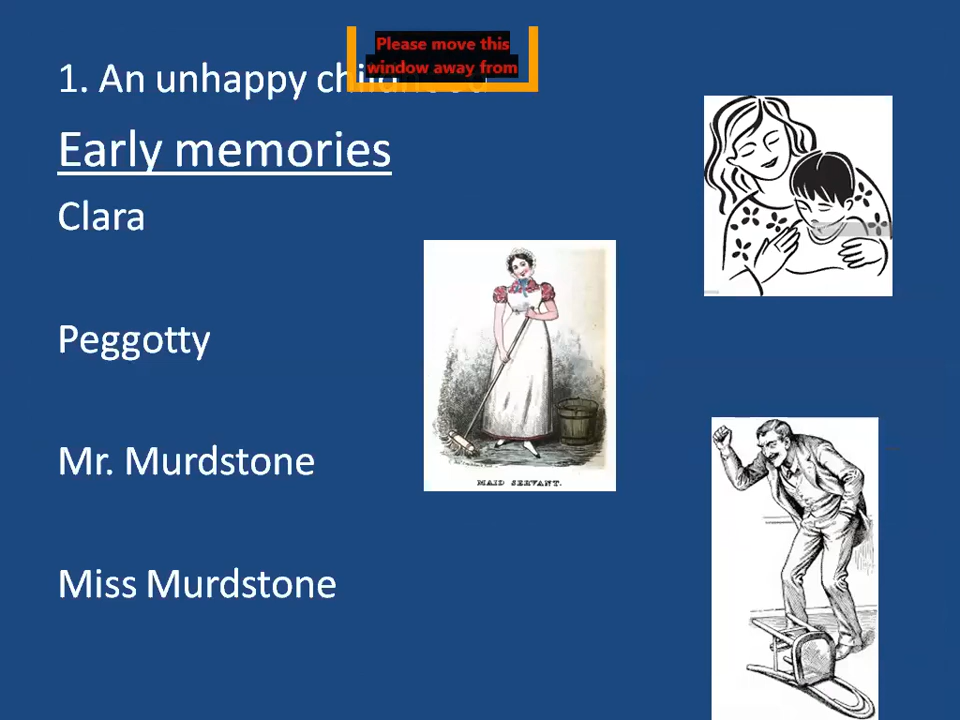 Please move this
window away from
1. An unhappy
Early memories
Clara
Peggotty
MAID SERVANT.
Mr. Murdstone
Miss Murdstone